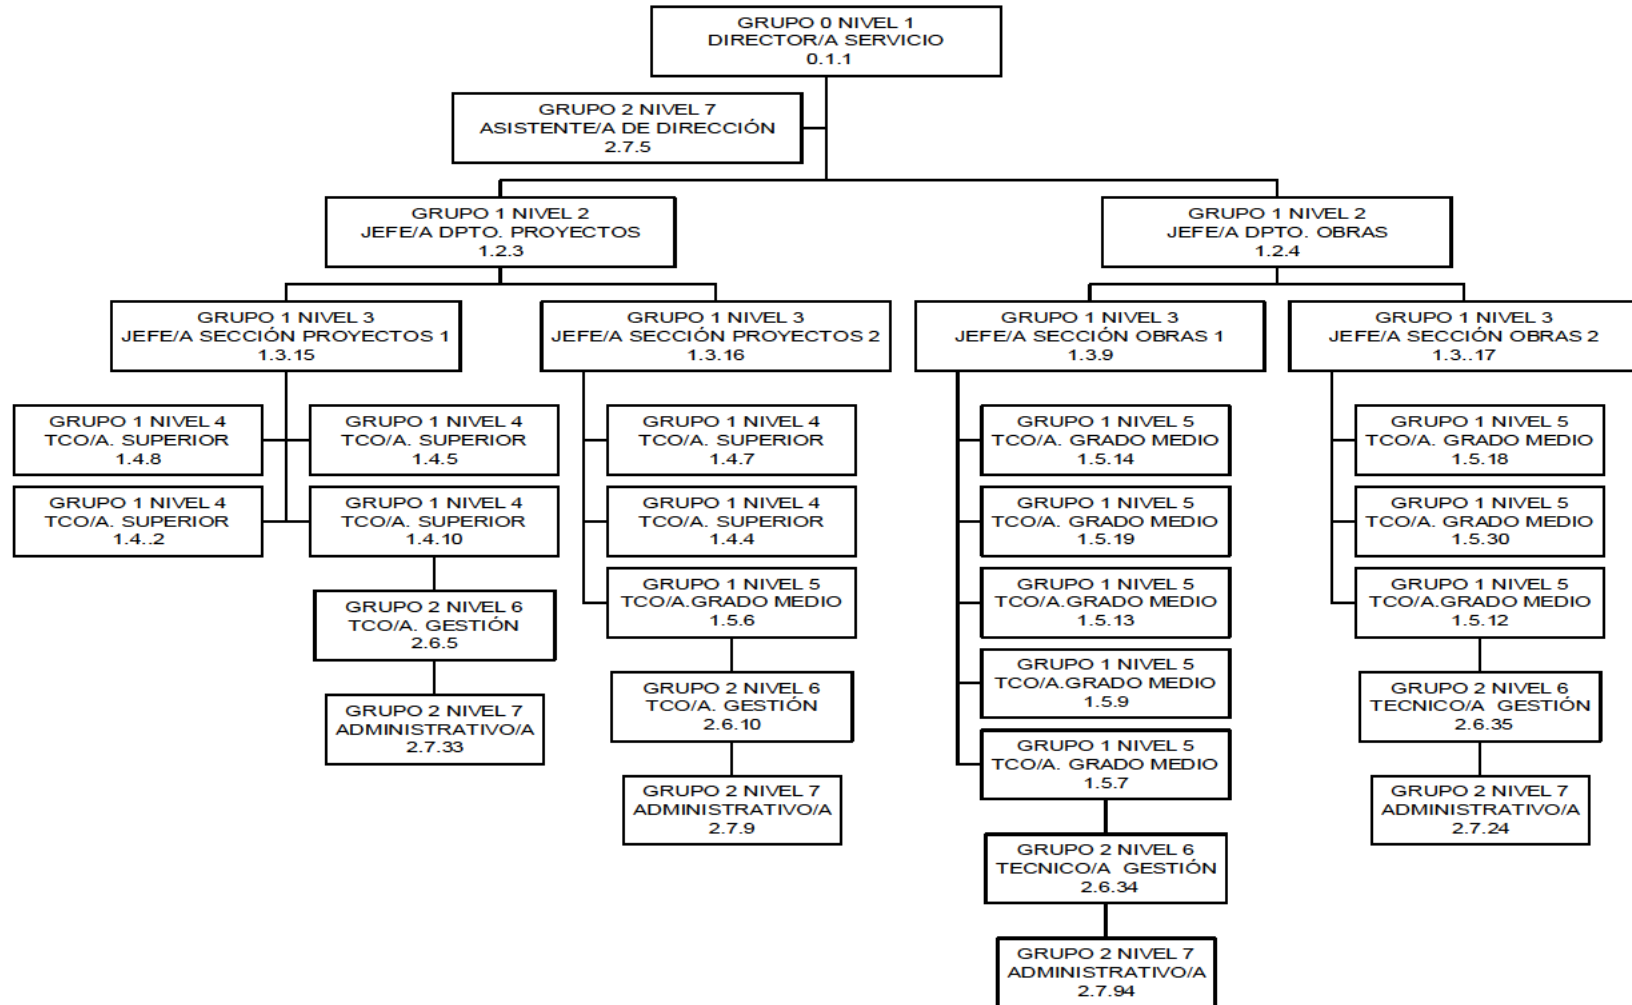 GRUPO 0 NIVEL 1
DIRECTOR/A SERVICIO
0.1.1
GRUPO 2 NIVEL 7
ASISTENTE/A DE DIRECCIÓN
2.7.5
GRUPO 1 NIVEL 2
JEFE/A DPTO. PROYECTOS
1.2.3
GRUPO 1 NIVEL 2
JEFE/A DPTO. OBRAS
1.2.4
GRUPO 1 NIVEL 3
JEFE/A SECCIÓN PROYECTOS 1
1.3.15
GRUPO 1 NIVEL 3
JEFE/A SECCIÓN PROYECTOS 2
1.3.16
GRUPO 1 NIVEL 3
JEFE/A SECCIÓN OBRAS 1
1.3.9
GRUPO 1 NIVEL 3
JEFE/A SECCIÓN OBRAS 2
1.3..17
GRUPO 1 NIVEL 4
TCO/A. SUPERIOR
1.4.8
GRUPO 1 NIVEL 4
TCO/A. SUPERIOR
1.4.5
GRUPO 1 NIVEL 4
TCO/A. SUPERIOR
1.4..2
GRUPO 1 NIVEL 4
TCO/A. SUPERIOR
1.4.10
GRUPO 2 NIVEL 6
TCO/A. GESTIÓN
2.6.5
GRUPO 2 NIVEL 7
ADMINISTRATIVO/A
2.7.33
GRUPO 1 NIVEL 4
TCO/A. SUPERIOR
1.4.7
GRUPO 1 NIVEL 4
TCO/A. SUPERIOR
1.4.4
GRUPO 1 NIVEL 5
TCO/A.GRADO MEDIO
1.5.6
GRUPO 2 NIVEL 6
TCO/A. GESTIÓN
2.6.10
GRUPO 2 NIVEL 7
ADMINISTRATIVO/A
2.7.9
GRUPO 1 NIVEL 5
TCO/A. GRADO MEDIO
1.5.14
GRUPO 1 NIVEL 5
TCO/A. GRADO MEDIO
1.5.19
GRUPO 1 NIVEL 5
TCO/A.GRADO MEDIO
1.5.13
GRUPO 1 NIVEL 5
TCO/A.GRADO MEDIO
1.5.9
GRUPO 1 NIVEL 5
TCO/A. GRADO MEDIO
1.5.7
GRUPO 2 NIVEL 6
TECNICO/A GESTIÓN
2.6.34
GRUPO 2 NIVEL 7
ADMINISTRATIVO/A
2.7.94
GRUPO 1 NIVEL 5
TCO/A. GRADO MEDIO
1.5.18
GRUPO 1 NIVEL 5
TCO/A. GRADO MEDIO
1.5.30
GRUPO 1 NIVEL 5
TCO/A.GRADO MEDIO
1.5.12
GRUPO 2 NIVEL 6
TECNICO/A GESTIÓN
2.6.35
GRUPO 2 NIVEL 7
ADMINISTRATIVO/A
2.7.24